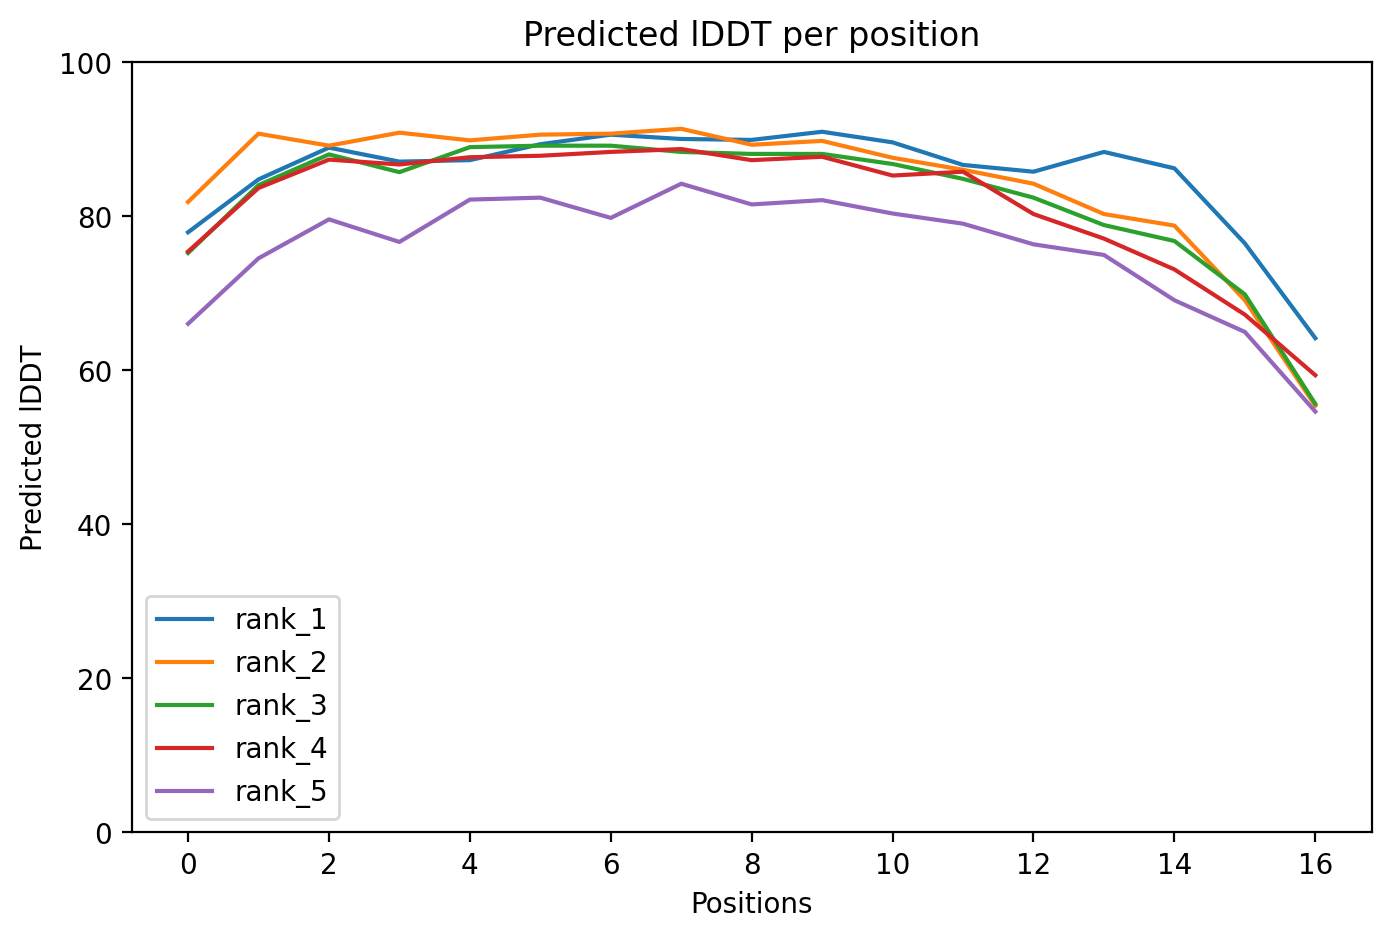 Predicted lDDT per position
100
80
60
40
20
0
Predicted lDDT
rank_1
rank_2
rank_3
rank_4
rank_5
0 2 4 6 8 10 12 14 16
Positions